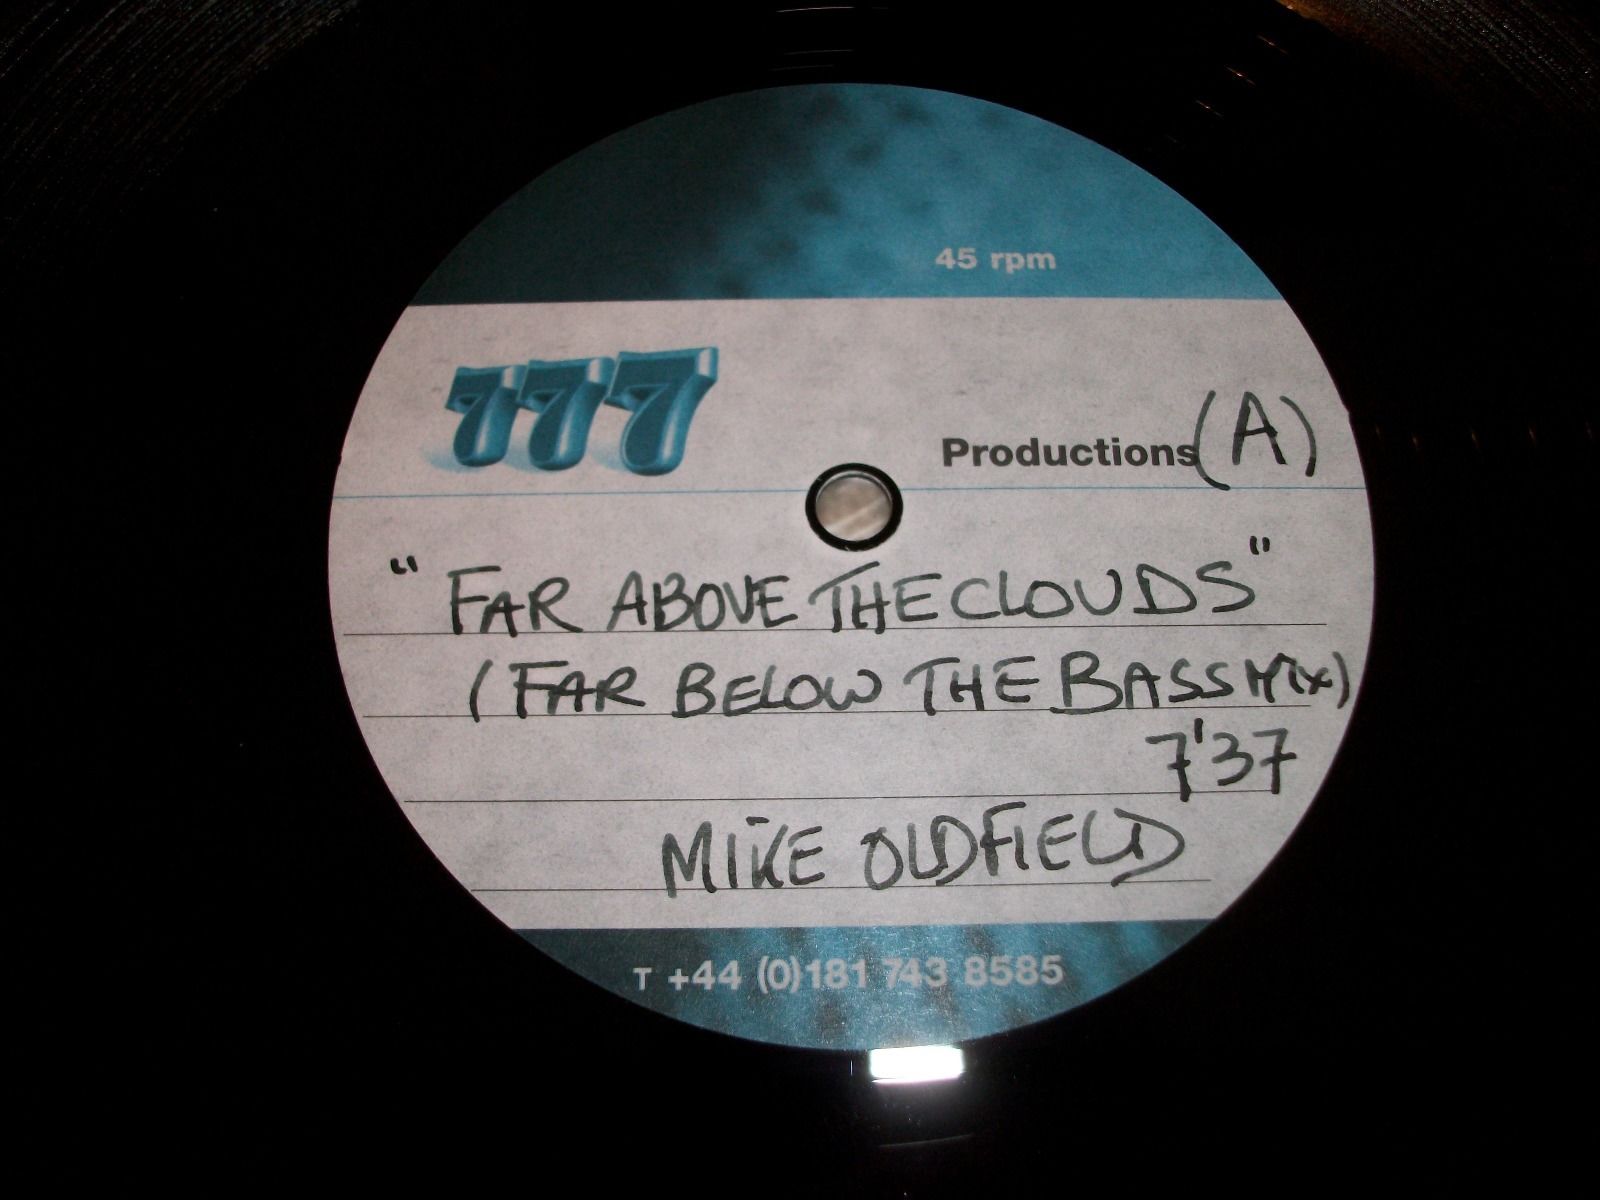 45 rpm
777
Productions (A)
"FAR ABOVE THE CLOUDS"
(FAR BELOW THE BASS MIX)
7'37
MIKE OLDFIELD
T +44 (0)181 743 8585